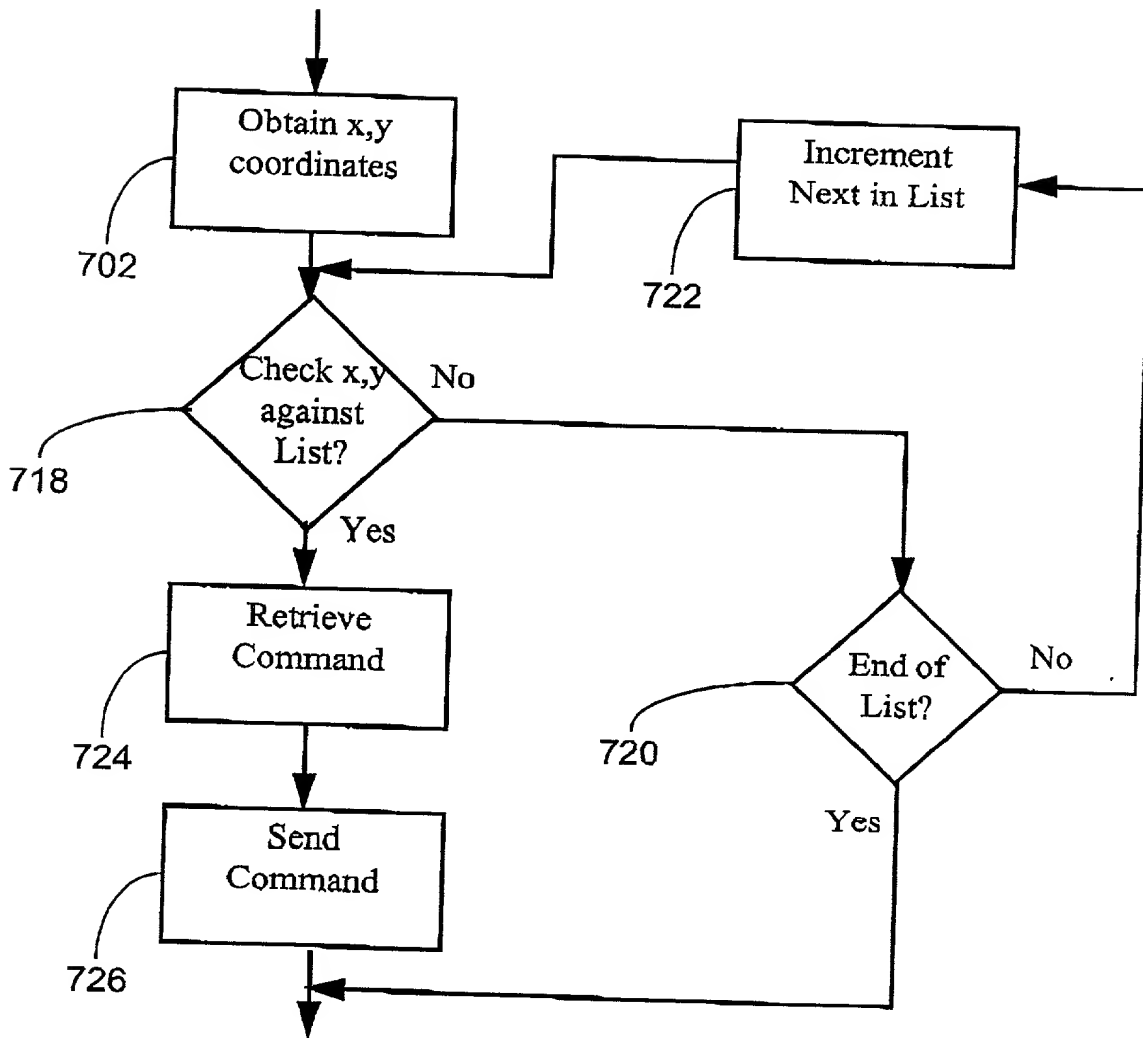 Obtain x,y
coordinates
702
Increment
Next in List
722
Check x,y
against
List?
No
718
Yes
Retrieve
Command
724
End of
List?
No
720
Yes
Send
Command
726